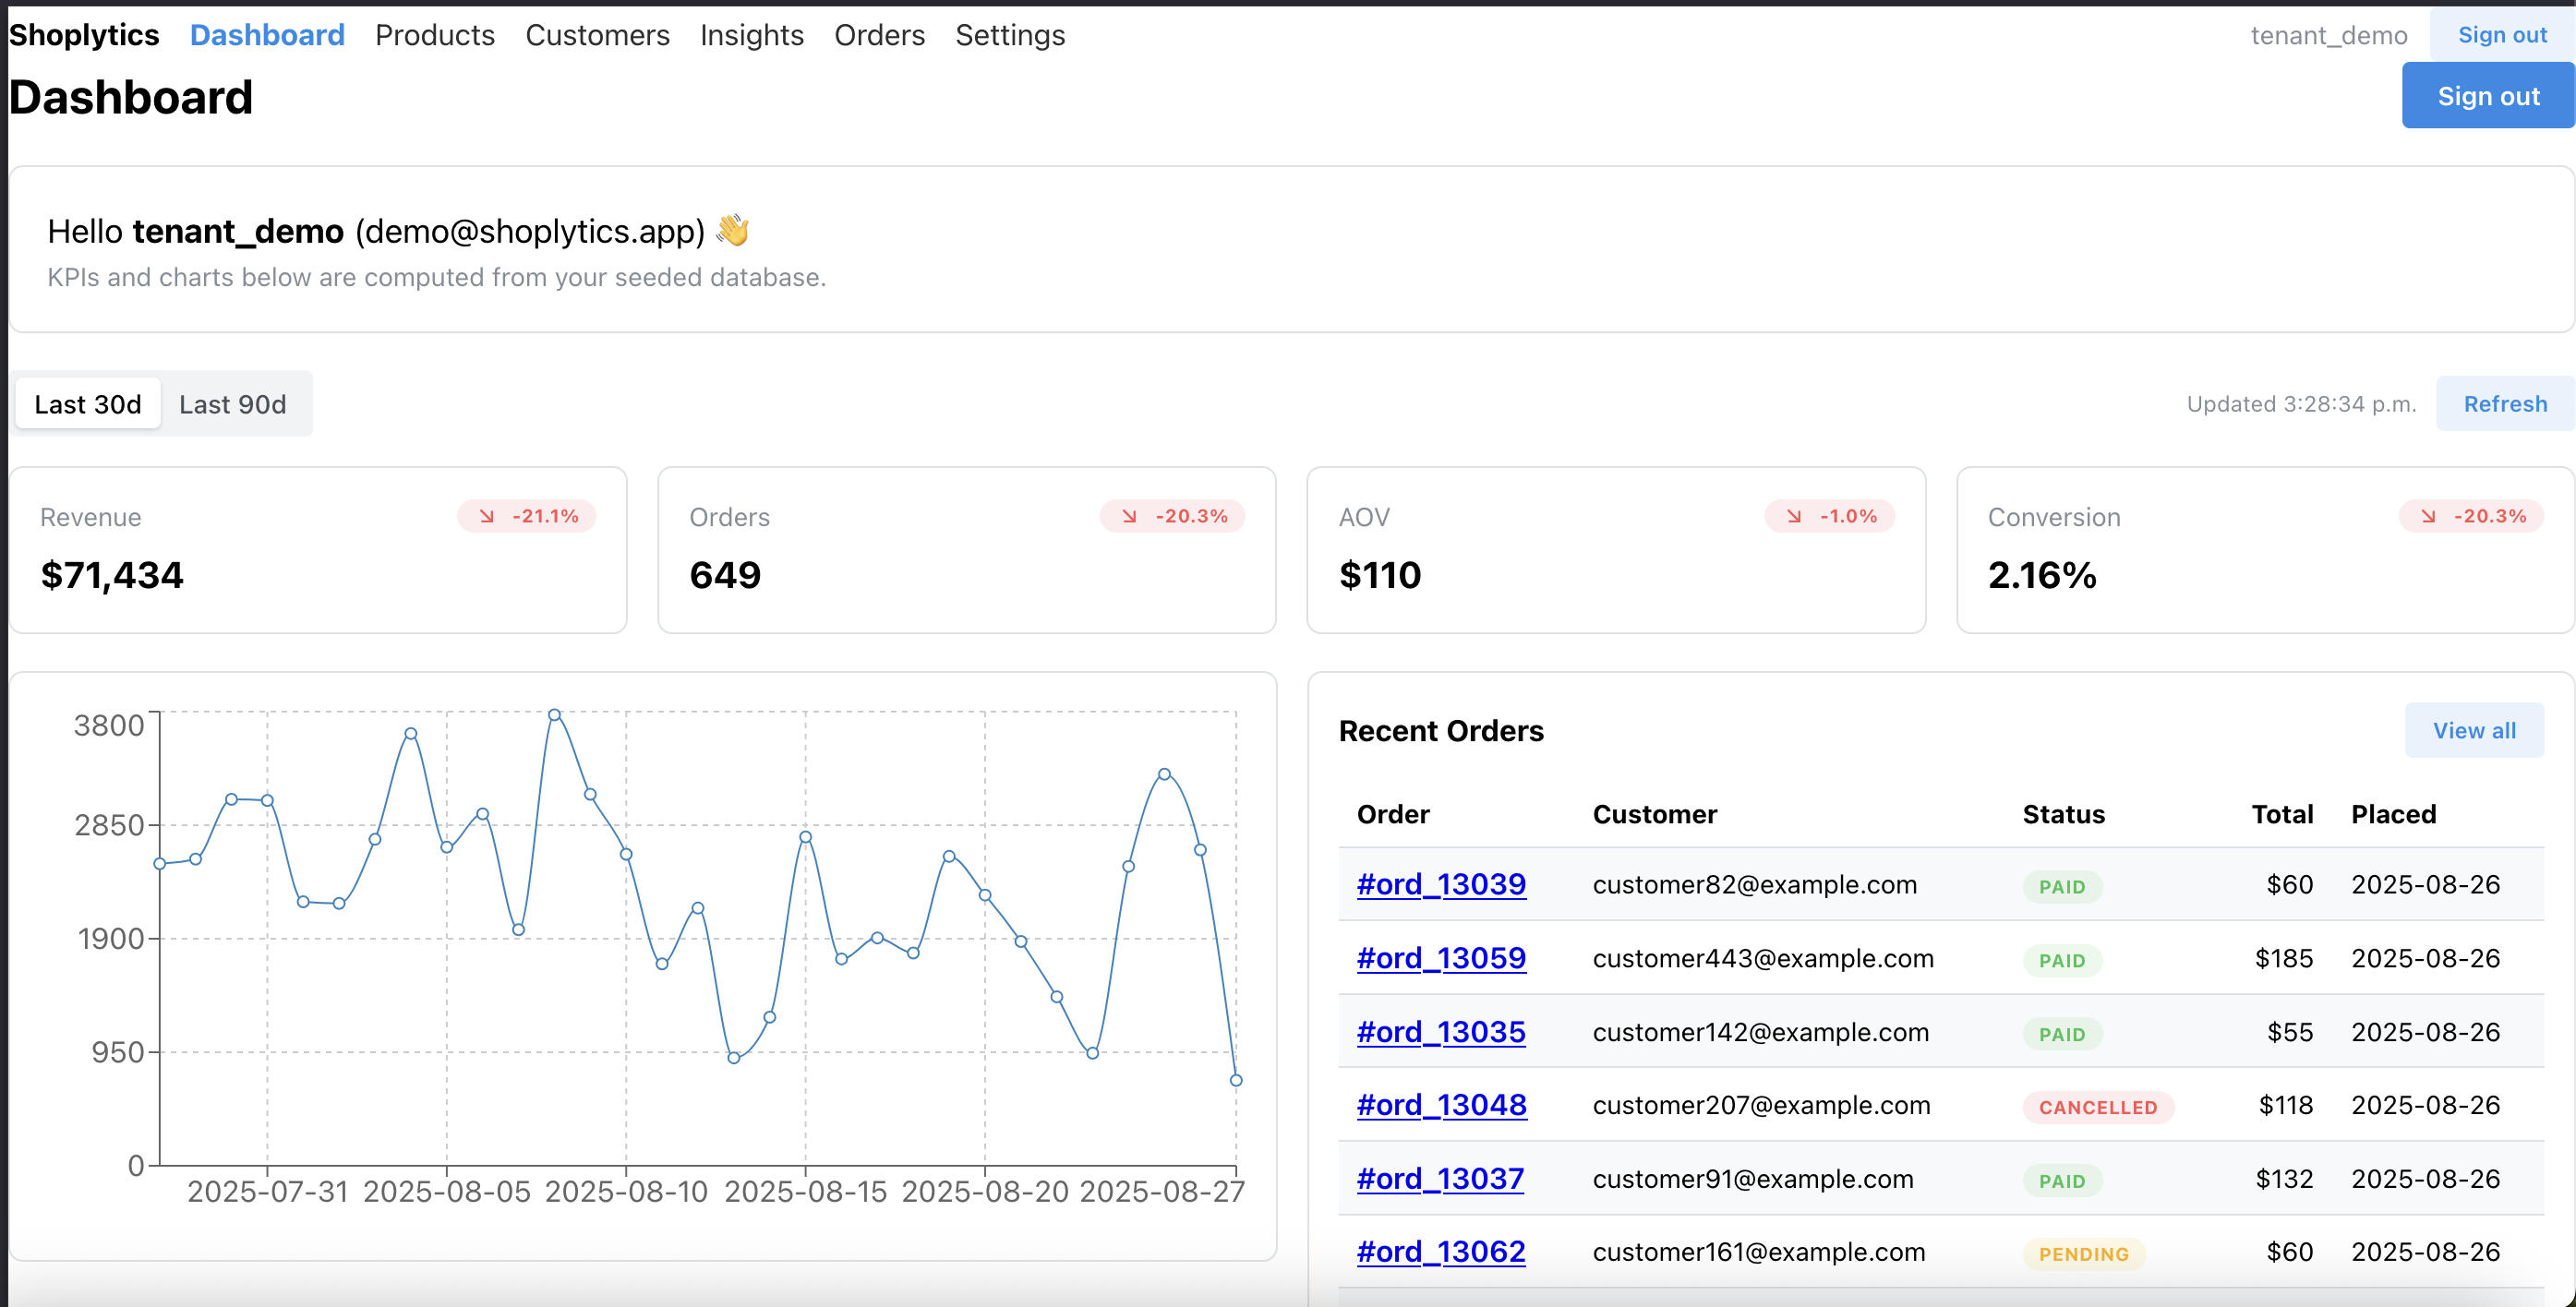 Shoplytics Dashboard Products Customers Insights Orders Settings tenant_demo Sign out
Dashboard Sign out
Hello tenant_demo (demo@shoplytics.app) 👋
KPIs and charts below are computed from your seeded database.
Last 30d Last 90d Updated 3:28:34 p.m. Refresh
Revenue -21.1% Orders -20.3% AOV -1.0% Conversion -20.3%
$71,434 649 $110 2.16%
3800
2850
1900
950
0
2025-07-31 2025-08-05 2025-08-10 2025-08-15 2025-08-20 2025-08-27
Recent Orders View all
Order Customer Status Total Placed
#ord_13039 customer82@example.com PAID $60 2025-08-26
#ord_13059 customer443@example.com PAID $185 2025-08-26
#ord_13035 customer142@example.com PAID $55 2025-08-26
#ord_13048 customer207@example.com CANCELLED $118 2025-08-26
#ord_13037 customer91@example.com PAID $132 2025-08-26
#ord_13062 customer161@example.com PENDING $60 2025-08-26